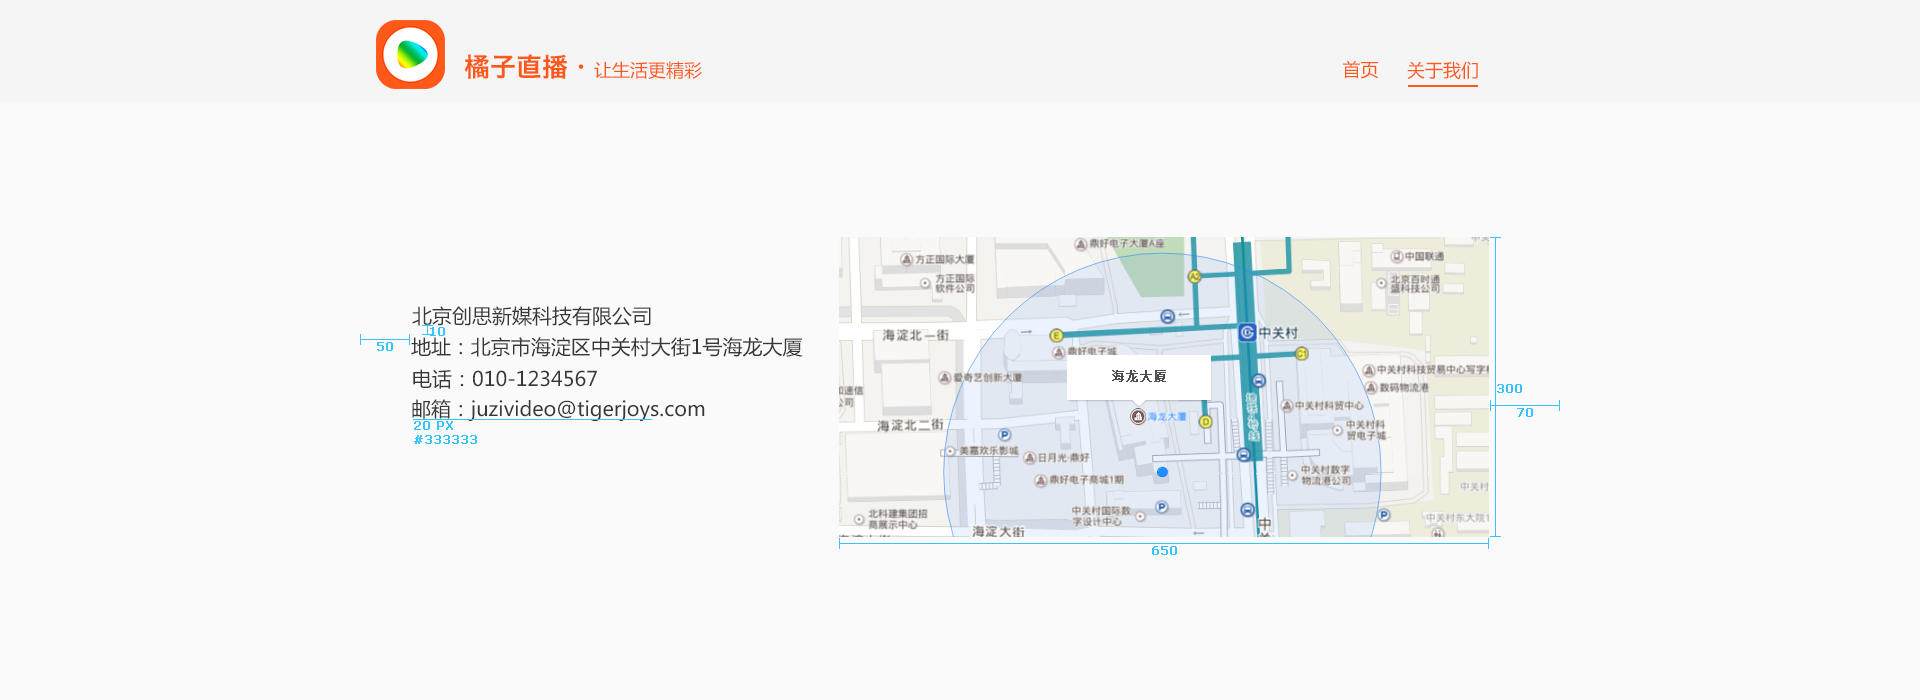 橘子直播·让生活更精彩
首页
关于我们
北京创思新媒科技有限公司
10
50
地址：北京市海淀区中关村大街1号海龙大厦
电话：010-1234567
邮箱：juzivideo@tigerjoys.com
20 PX
#333333
鼎好电子大厦A座
方正国际大厦
方正国际
软件公司
A2
中国联通
北京百时通
盛科技公司
海淀北一街
E
中关村
鼎好电子城
C1
爱奇艺创新大厦
海龙大厦
中关村科技贸易中心写字楼
数码物流港
300
70
中关村科贸中心
海龙大厦
D
海淀北二街
P
中关村科
贸电子城
美嘉欢乐影城
日月光·鼎好
鼎好电子商城1期
中关村数字
物流港公司
中关村
P
北科建集团招
商展示中心
中关村国际数
字设计中心
P
中关村东大院1
海淀大街
中
650